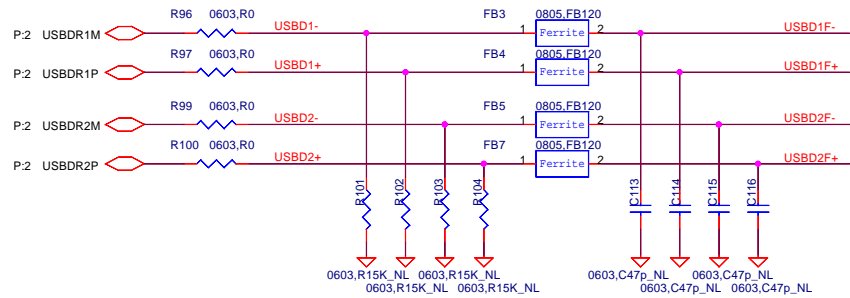 R96 0603,R0 USBD1- FB3 0805,FB120 USBD1F-
P:2 USBDR1M 1 Ferrite 2
R97 0603,R0 USBD1+ FB4 0805,FB120 USBD1F+
P:2 USBDR1P 1 Ferrite 2
R99 0603,R0 USBD2- FB5 0805,FB120 USBD2F-
P:2 USBDR2M 1 Ferrite 2
R100 0603,R0 USBD2+ FB7 0805,FB120 USBD2F+
P:2 USBDR2P 1 Ferrite 2
R101 R102 R103 R104 C113 C114 C115 C116
0603,R15K_NL 0603,R15K_NL 0603,C47p_NL 0603,C47p_NL
0603,R15K_NL 0603,R15K_NL 0603,C47p_NL 0603,C47p_NL